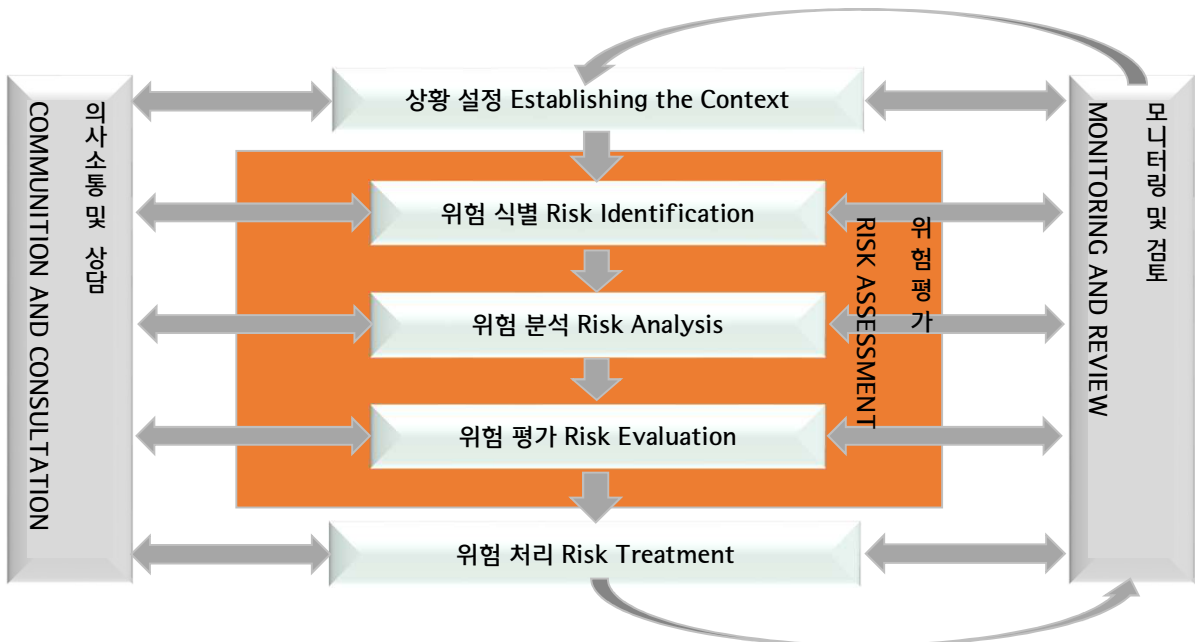 의사소통 및 상담
COMMUNITION AND CONSULTATION
상황 설정 Establishing the Context
위험 식별 Risk Identification
위험 분석 Risk Analysis
위험 평가 Risk Evaluation
위험 처리 Risk Treatment
위험평가
RISK ASSESSMENT
모니터링 및 검토
MONITORING AND REVIEW